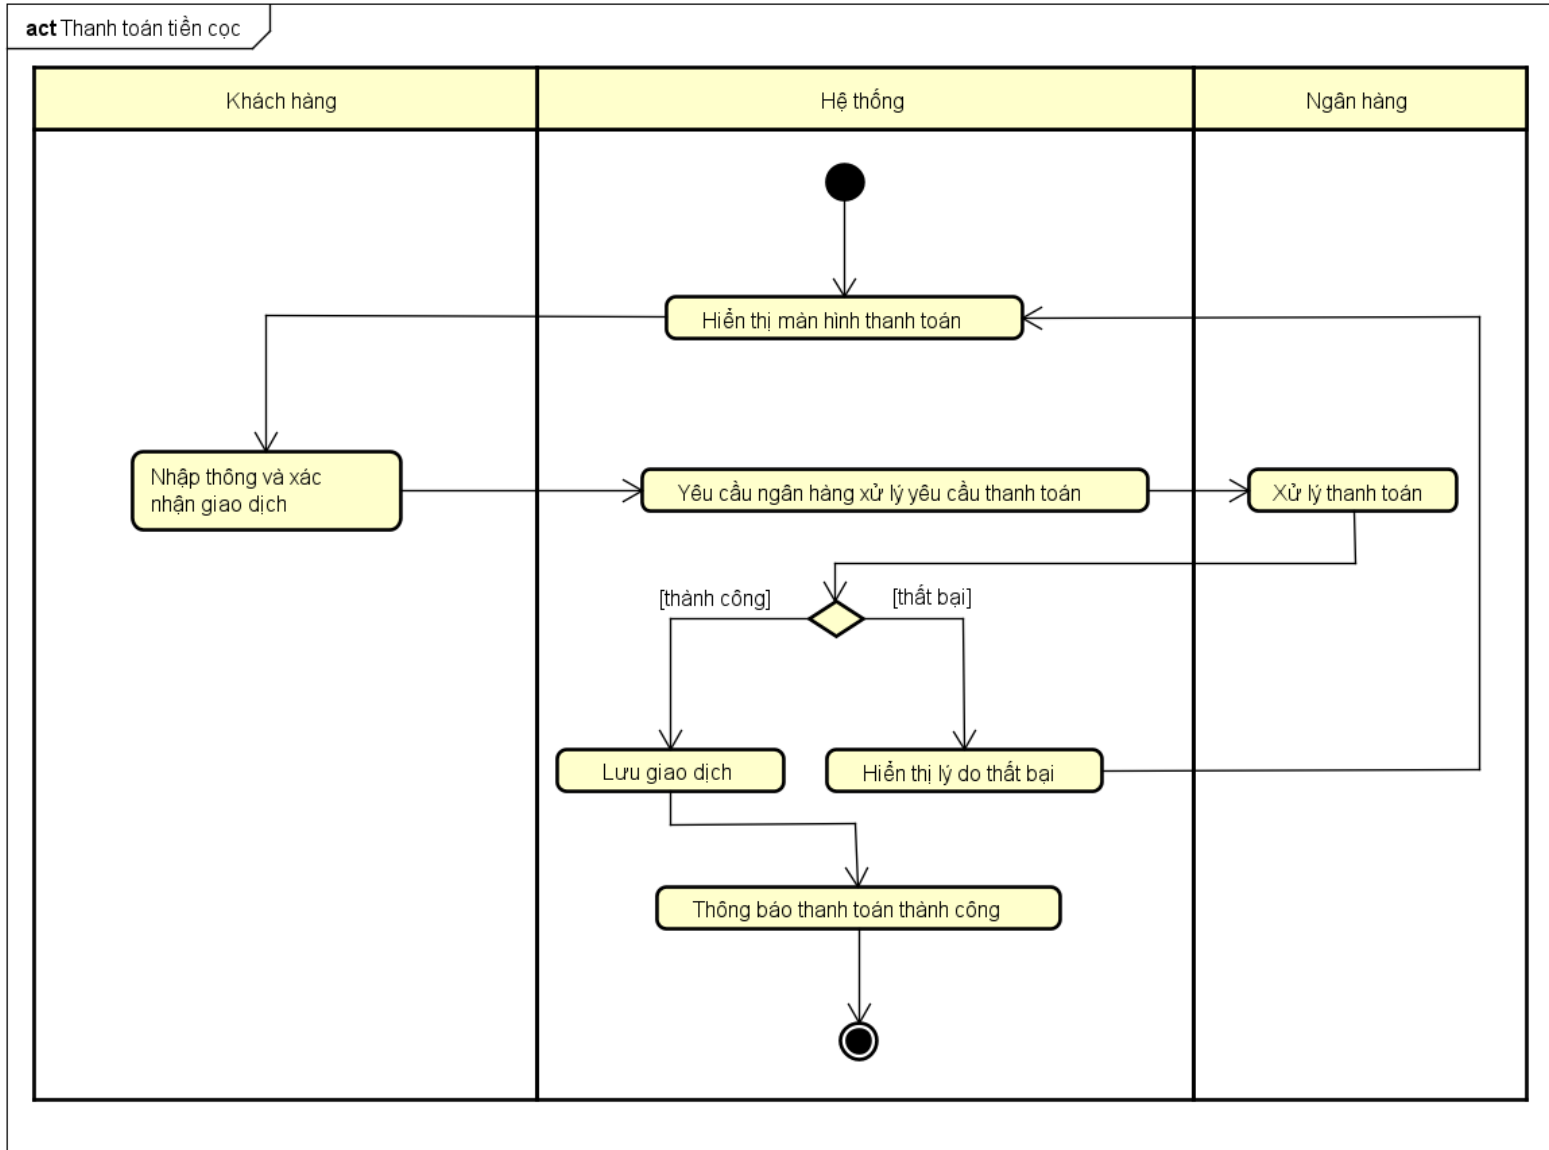 act Thanh toán tiền cọc
Khách hàng
Hệ thống
Ngân hàng
Hiển thị màn hình thanh toán
Nhập thông và xác
nhận giao dịch
Yêu cầu ngân hàng xử lý yêu cầu thanh toán
Xử lý thanh toán
[thành công]
[thất bại]
Lưu giao dịch
Hiển thị lý do thất bại
Thông báo thanh toán thành công